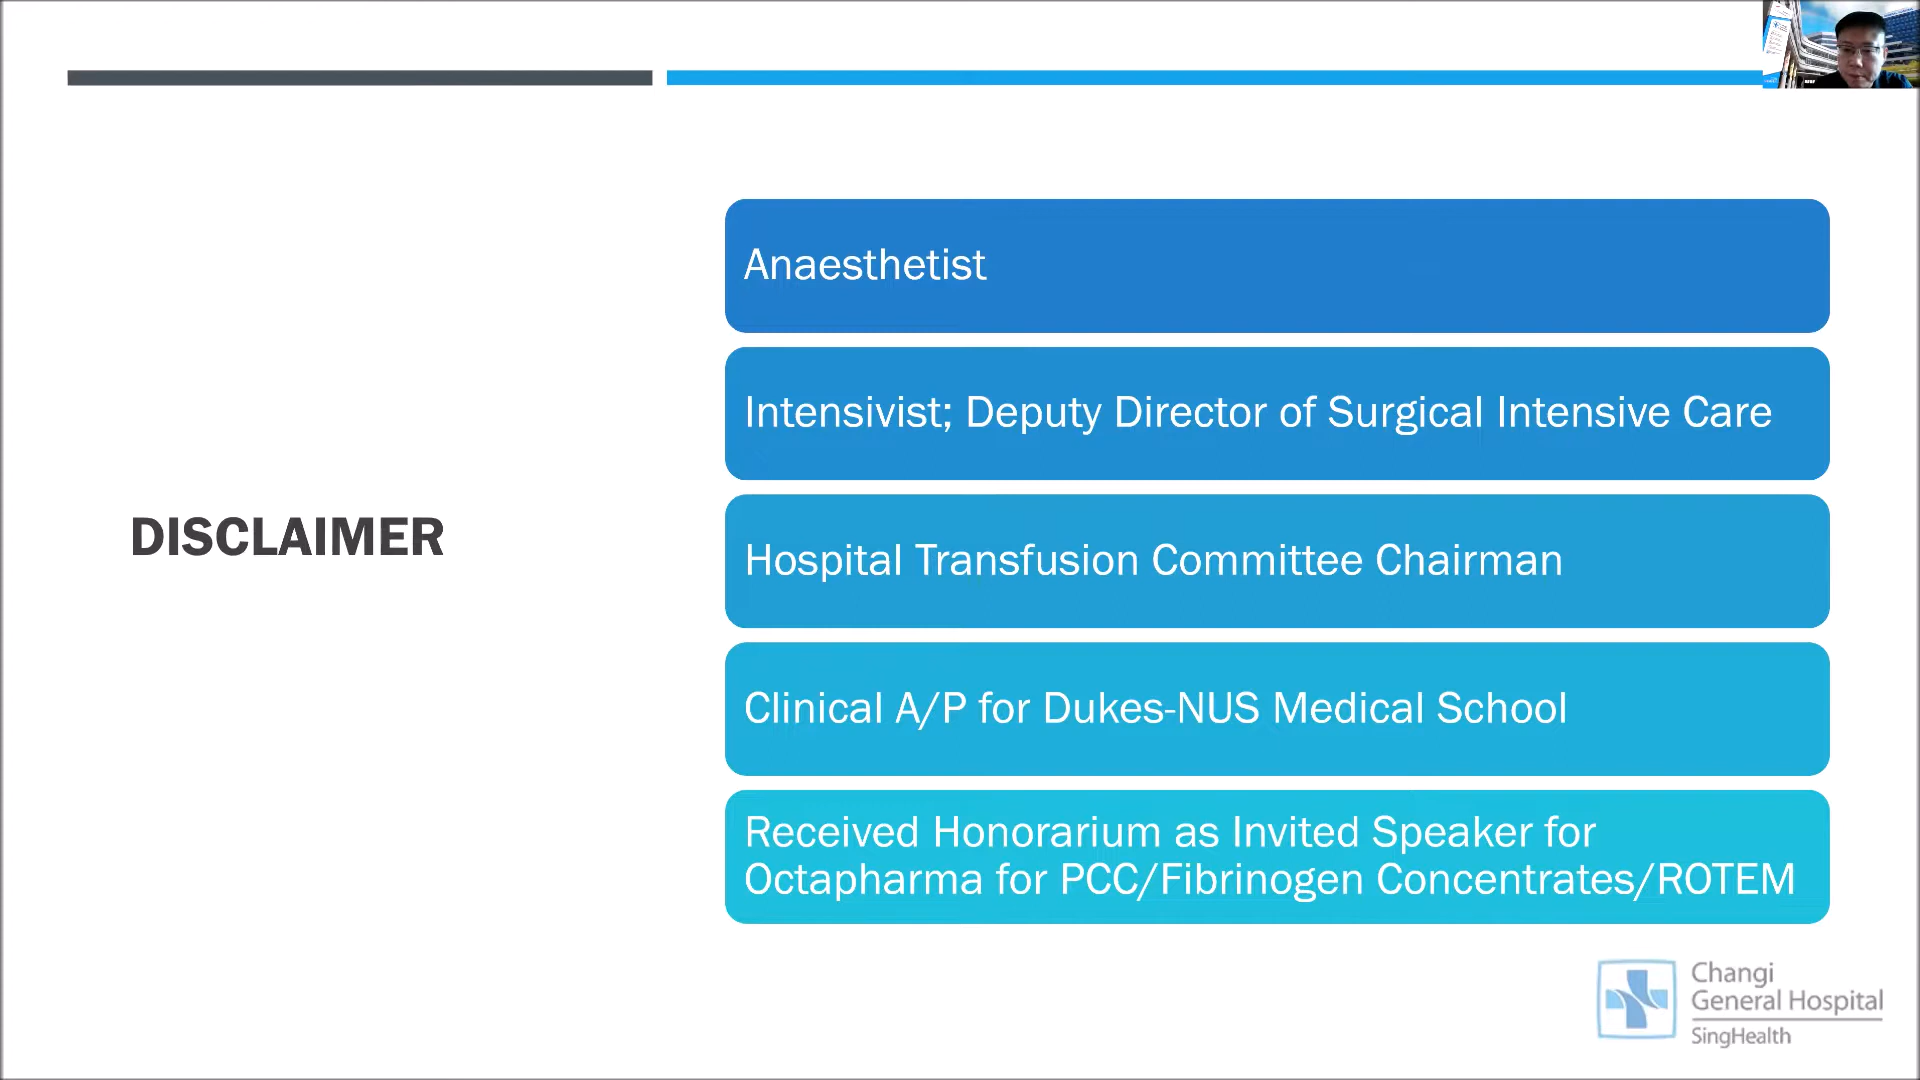 DISCLAIMER
Anaesthetist
Intensivist; Deputy Director of Surgical Intensive Care
Hospital Transfusion Committee Chairman
Clinical A/P for Dukes-NUS Medical School
Received Honorarium as Invited Speaker for
Octapharma for PCC/Fibrinogen Concentrates/ROTEM
Changi
General Hospital
SingHealth